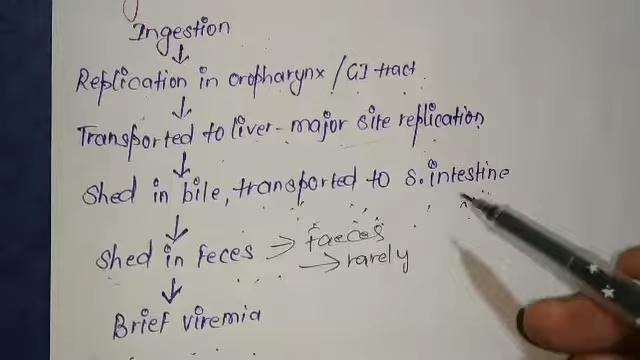 Ingestion
↓
Replication in oropharynx / GI tract
↓
Transported to liver - major site replication
↓
Shed in bile, transported to s. intestine
↓
Shed in feces → faeces
→ rarely
↓
Brief viremia